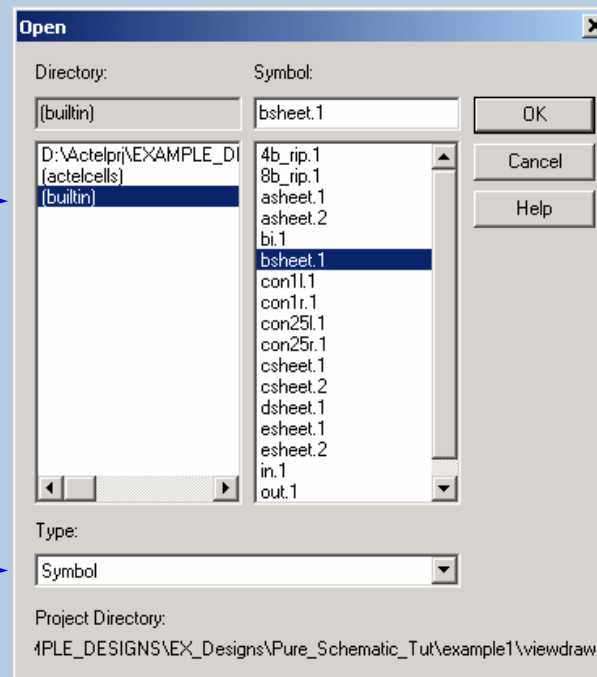 Open
Directory:
Symbol:
(builtin)
bsheet.1
OK
Cancel
Help
D:\Actelprj\EXAMPLE_DI
(actelcells)
(builtin)
4b_rip.1
8b_rip.1
asheet.1
asheet.2
bi.1
bsheet.1
con1l.1
con1r.1
con25l.1
con25r.1
csheet.1
csheet.2
dsheet.1
esheet.1
esheet.2
in.1
out.1
Type:
Symbol
Project Directory:
MPLE_DESIGNS\EX_Designs\Pure_Schematic_Tut\example1\viewdraw